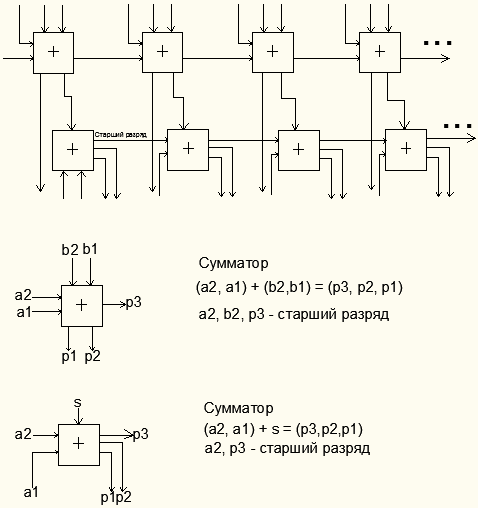 + + + + ...
Старший разряд ...
+ + + +
b2 b1
Сумматор
a2 (a2, a1) + (b2,b1) = (p3, p2, p1)
+ p3
a1 a2, b2, p3 - старший разряд
p1 p2
s
Сумматор
a2 + p3 (a2, a1) + s = (p3,p2,p1)
a2, p3 - старший разряд
a1 p1p2